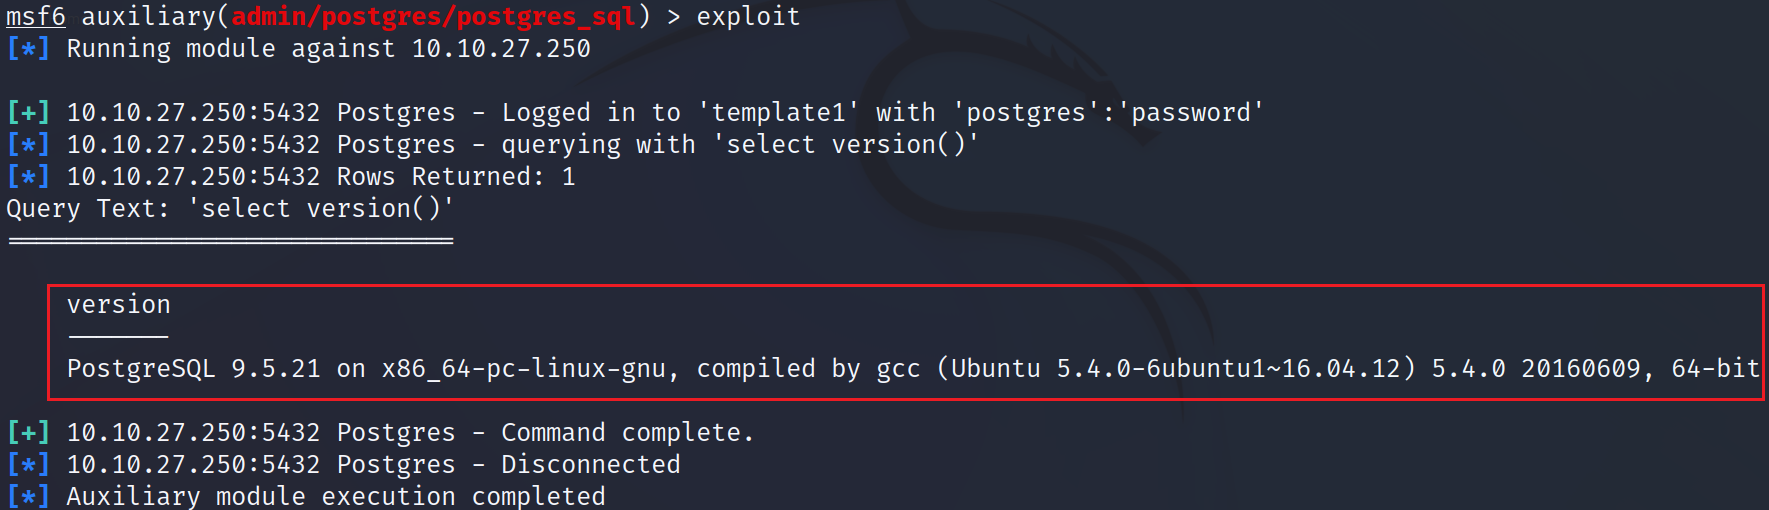 msf6 auxiliary(admin/postgres/postgres_sql) > exploit
[*] Running module against 10.10.27.250
[+] 10.10.27.250:5432 Postgres - Logged in to 'template1' with 'postgres':'password'
[*] 10.10.27.250:5432 Postgres - querying with 'select version()'
[*] 10.10.27.250:5432 Rows Returned: 1
Query Text: 'select version()'
==============================
version
-------
PostgreSQL 9.5.21 on x86_64-pc-linux-gnu, compiled by gcc (Ubuntu 5.4.0-6ubuntu1~16.04.12) 5.4.0 20160609, 64-bit
[+] 10.10.27.250:5432 Postgres - Command complete.
[*] 10.10.27.250:5432 Postgres - Disconnected
[*] Auxiliary module execution completed